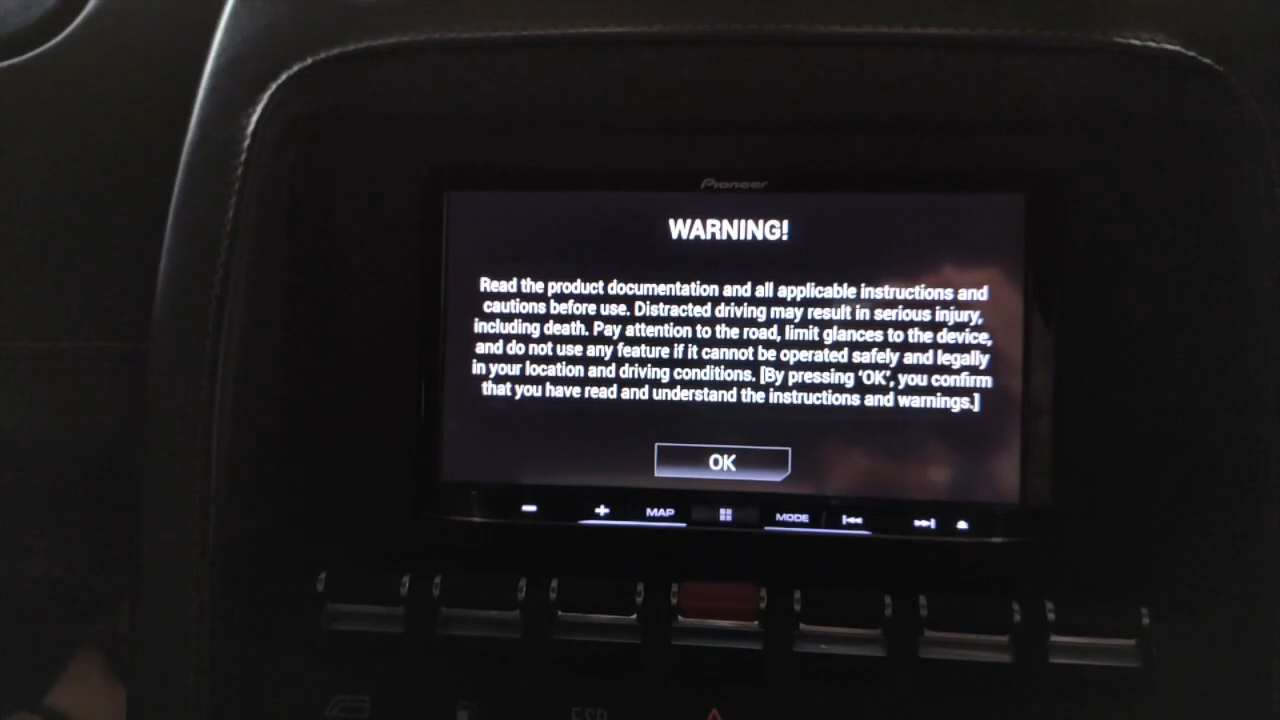 Pioneer
WARNING!
Read the product documentation and all applicable instructions and
cautions before use. Distracted driving may result in serious injury,
including death. Pay attention to the road, limit glances to the device,
and do not use any feature if it cannot be operated safely and legally
in your location and driving conditions. [By pressing ‘OK’, you confirm
that you have read and understand the instructions and warnings.]
OK
MAP MODE